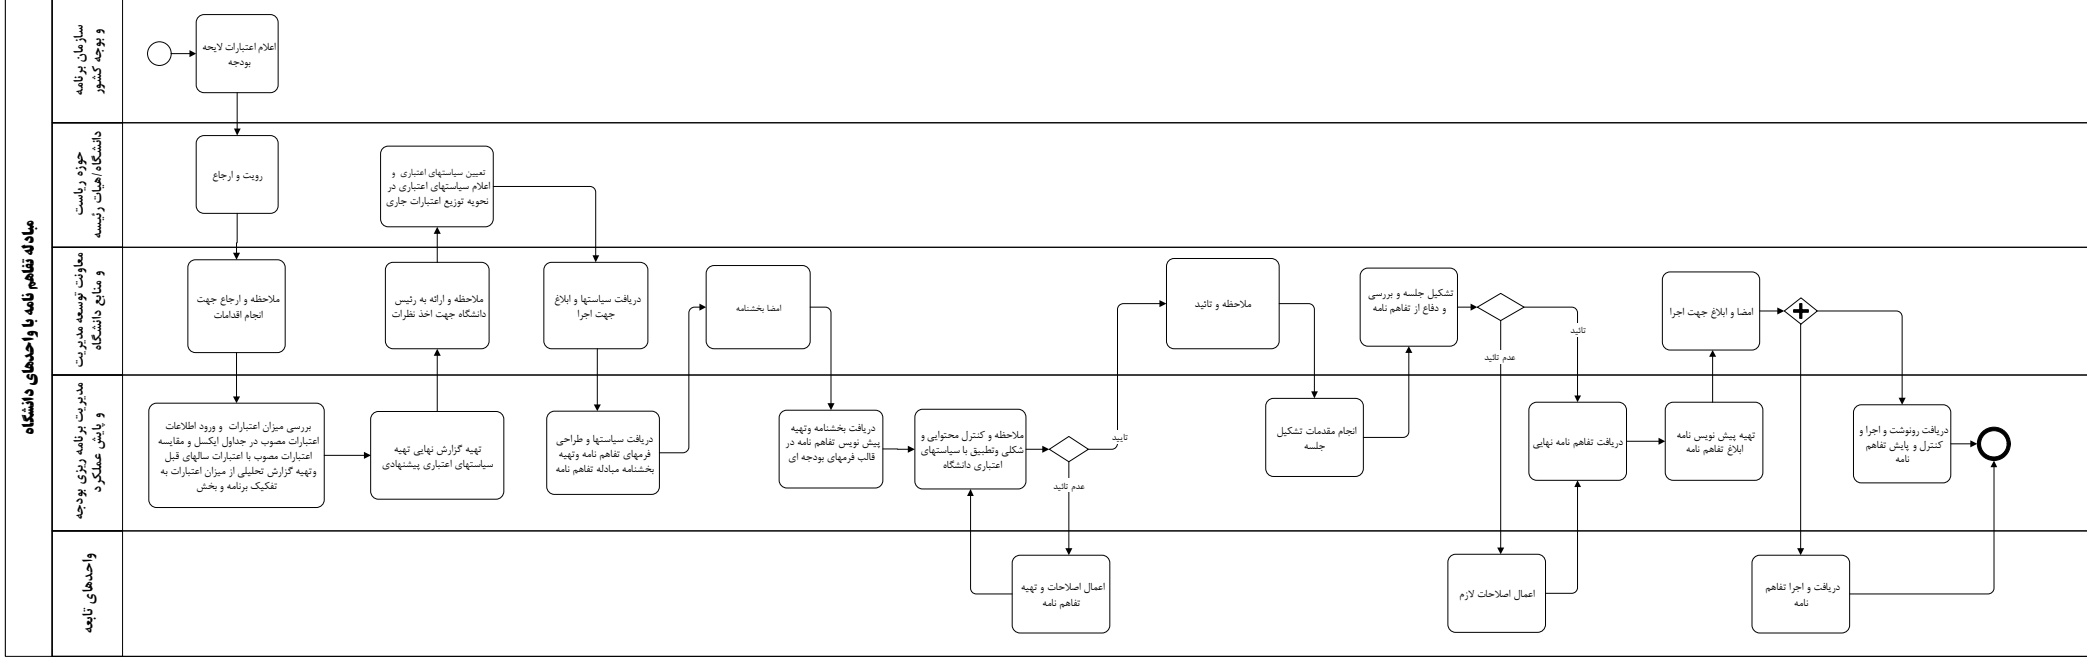 مبادله تفاهم نامه با واحدهای دانشگاه
سازمان برنامه
و بوجه کشور
اعلام اعتبارات لایحه
بودجه
حوزه ریاست
دانشگاه/هیات رئیسه
رویت و ارجاع
تعیین سیاستهای اعتباری و
اعلام سیاستهای اعتباری در
نحویه توزیع اعتبارات جاری
معاونت توسعه مدیریت
و منابع دانشگاه
ملاحظه و ارجاع جهت
انجام اقدامات
ملاحظه و ارائه به رئیس
دانشگاه جهت اخذ نظرات
دریافت سیاستها و ابلاغ
جهت اجرا
امضا بخشنامه
ملاحظه و تائید
تشکیل جلسه و بررسی
و دفاع از تفاهم نامه
تائید
عدم تائید
امضا و ابلاغ جهت اجرا
مدیریت برنامه ریزی بودجه
و پایش عملکرد
بررسی میزان اعتبارات و ورود اطلاعات
اعتبارات مصوب در جداول ایکسل و مقایسه
اعتبارات مصوب با اعتبارات سالهای قبل
وتهیه گزارش تحلیلی از میزان اعتبارات به
تفکیک برنامه و بخش
تهیه گزارش نهایی تهیه
سیاستهای اعتباری پیشنهادی
دریافت سیاستها و طراحی
فرمهای تفاهم نامه وتهیه
بخشنامه مبادله تفاهم نامه
دریافت بخشنامه وتهیه
پیش نویس تفاهم نامه در
قالب فرمهای بودجه ای
ملاحظه و کنترل محتوایی و
شکلی وتطبیق با سیاستهای
اعتباری دانشگاه
تایید
عدم تائید
انجام مقدمات تشکیل
جلسه
دریافت تفاهم نامه نهایی
تهیه پیش نویس نامه
ابلاغ تفاهم نامه
دریافت رونوشت و اجرا و
کنترل و پایش تفاهم
نامه
واحدهای تابعه
اعمال اصلاحات و تهیه
تفاهم نامه
اعمال اصلاحات لازم
دریافت و اجرا تفاهم
نامه